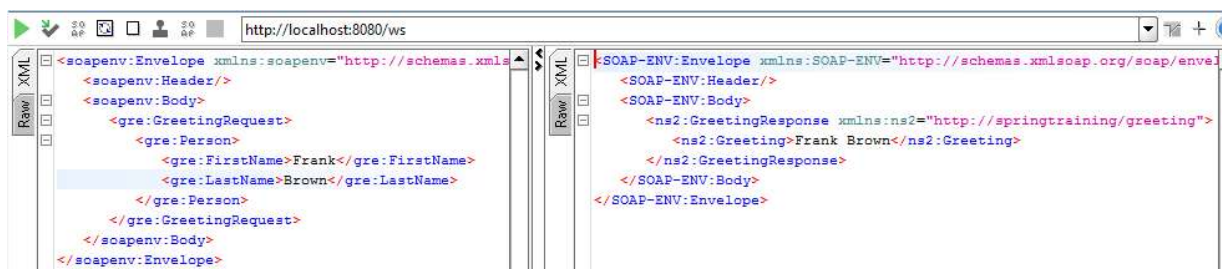 http://localhost:8080/ws
XML
Raw
<soapenv:Envelope xmlns:soapenv="http://schemas.xmls
<soapenv:Header/>
<soapenv:Body>
<gre:GreetingRequest>
<gre:Person>
<gre:FirstName>Frank</gre:FirstName>
<gre:LastName>Brown</gre:LastName>
</gre:Person>
</gre:GreetingRequest>
</soapenv:Body>
</soapenv:Envelope>
XML
Raw
<SOAP-ENV:Envelope xmlns:SOAP-ENV="http://schemas.xmlsoap.org/soap/envel
<SOAP-ENV:Header/>
<SOAP-ENV:Body>
<ns2:GreetingResponse xmlns:ns2="http://springtraining/greeting">
<ns2:Greeting>Frank Brown</ns2:Greeting>
</ns2:GreetingResponse>
</SOAP-ENV:Body>
</SOAP-ENV:Envelope>